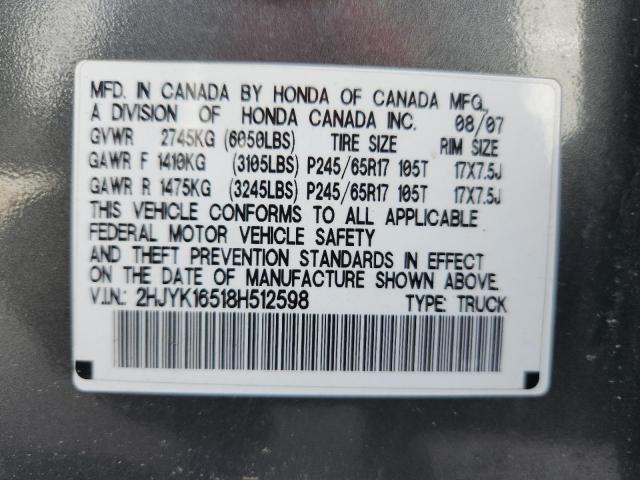 MFD. IN CANADA BY HONDA OF CANADA MFG.,
A DIVISION OF HONDA CANADA INC. 08/07
GVWR 2745KG (6050LBS) TIRE SIZE RIM SIZE
GAWR F 1410KG (3105LBS) P245/65R17 105T 17X7.5J
GAWR R 1475KG (3245LBS) P245/65R17 105T 17X7.5J
THIS VEHICLE CONFORMS TO ALL APPLICABLE
FEDERAL MOTOR VEHICLE SAFETY
AND THEFT PREVENTION STANDARDS IN EFFECT
ON THE DATE OF MANUFACTURE SHOWN ABOVE.
V.I.N.: 2HJYK16518H512598 TYPE: TRUCK